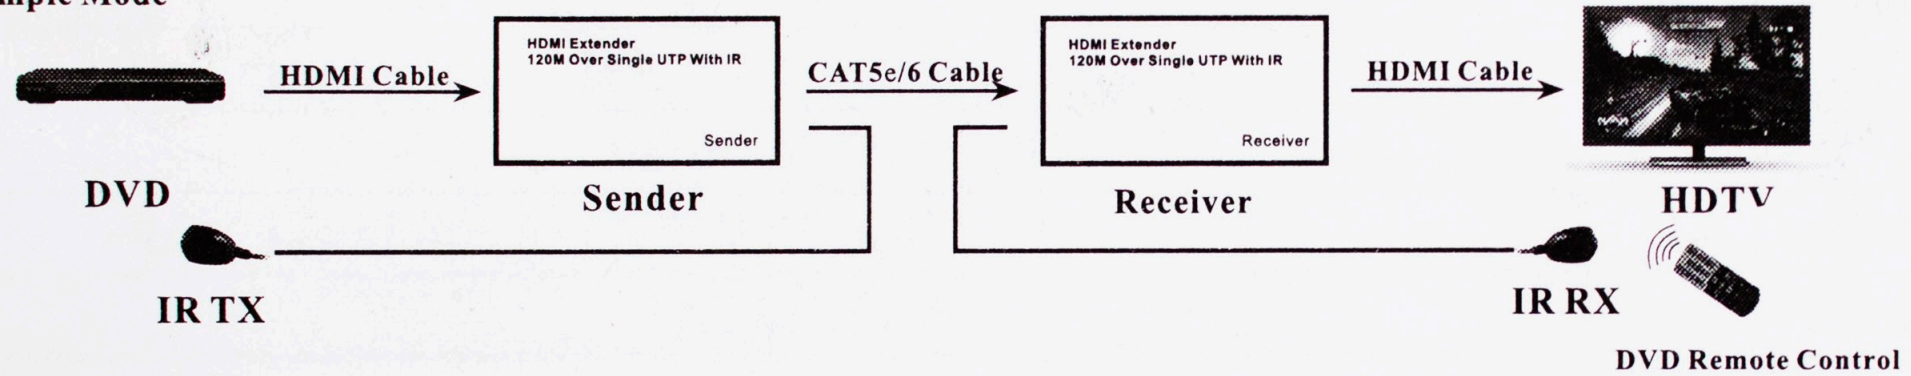 Mode
HDMI Extender
120M Over Single UTP With IR
Sender
HDMI Cable
CAT5e/6 Cable
HDMI Extender
120M Over Single UTP With IR
Receiver
HDMI Cable
DVD
Sender
Receiver
HDTV
IR TX
IR RX
DVD Remote Control